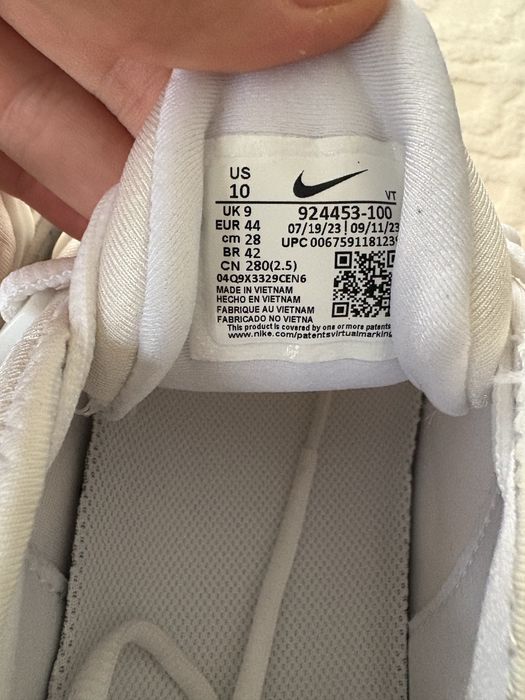 US
10
VT
UK 9
924453-100
EUR 44
07/19/23 | 09/11/23
cm 28
UPC 0067591181239
BR 42
CN 280(2.5)
04Q9X3329CEN6
MADE IN VIETNAM
HECHO EN VIETNAM
FABRIQUE AU VIETNAM
FABRICADO NO VIETNA
This product is covered by one or more patents
www.nike.com/patentsvirtualmarking